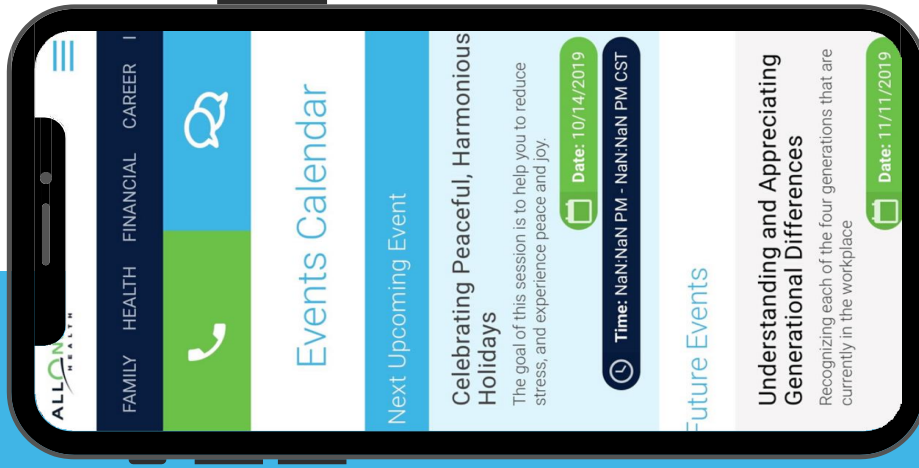 ALLON
HEALTH
FAMILY HEALTH FINANCIAL CAREER
Events Calendar
Next Upcoming Event
Celebrating Peaceful, Harmonious
Holidays
The goal of this session is to help you to reduce
stress, and experience peace and joy.
Date: 10/14/2019
Time: NaN:NaN PM - NaN:NaN PM CST
Future Events
Understanding and Appreciating
Generational Differences
Recognizing each of the four generations that are
currently in the workplace
Date: 11/11/2019